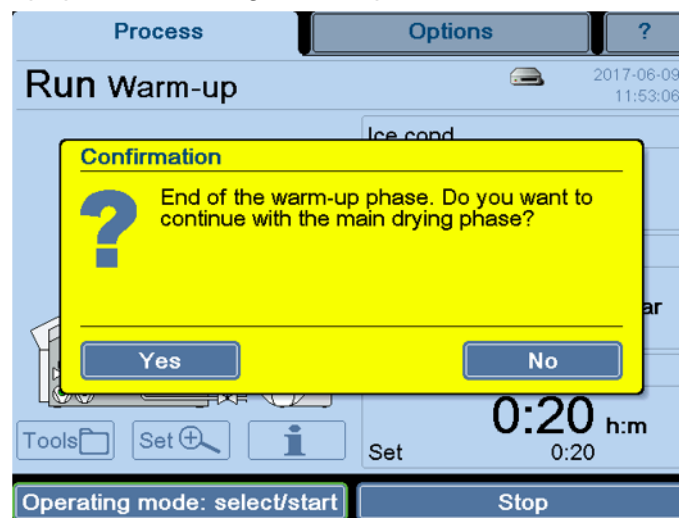 Process
Options
?
Run Warm-up
2017-06-09
11:53:06
Ice cond
Confirmation
End of the warm-up phase. Do you want to
continue with the main drying phase?
ar
Yes
No
0:20 h:m
Tools
Set
i
Set 0:20
Operating mode: select/start
Stop